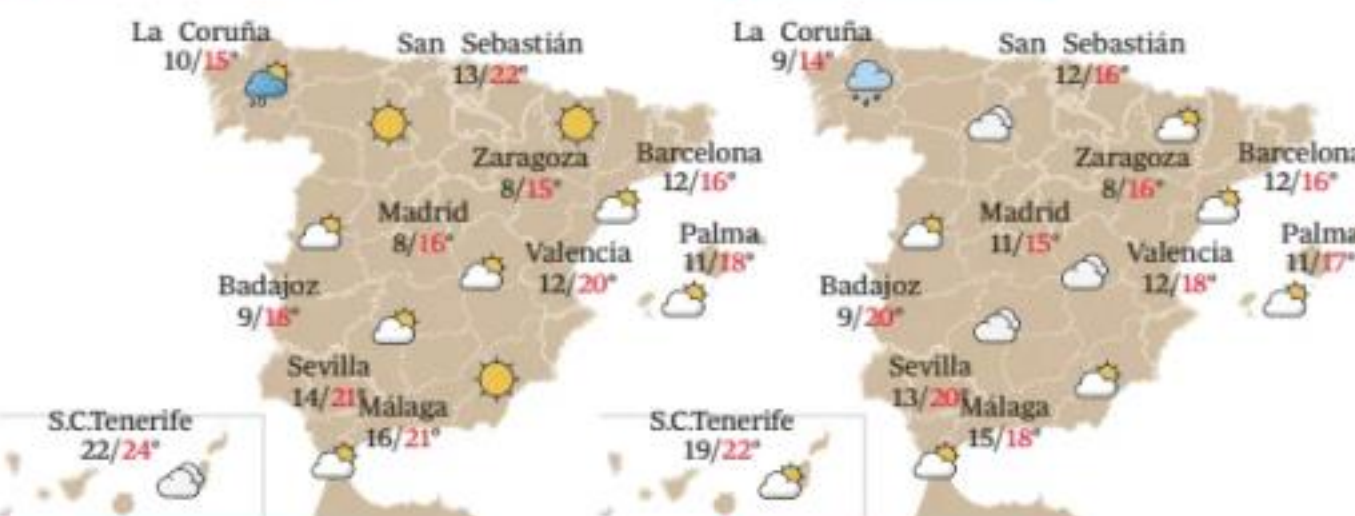 La Coruña
10/15°
San Sebastián
13/22°
Zaragoza
8/15°
Barcelona
12/16°
Madrid
8/16°
Valencia
12/20°
Palma
11/18°
Badajoz
9/18°
Sevilla
14/21°
Málaga
16/21°
S.C.Tenerife
22/24°
La Coruña
9/14°
San Sebastián
12/16°
Zaragoza
8/16°
Barcelona
12/16°
Madrid
11/15°
Valencia
12/18°
Palma
11/17°
Badajoz
9/20°
Sevilla
13/20°
Málaga
15/18°
S.C.Tenerife
19/22°